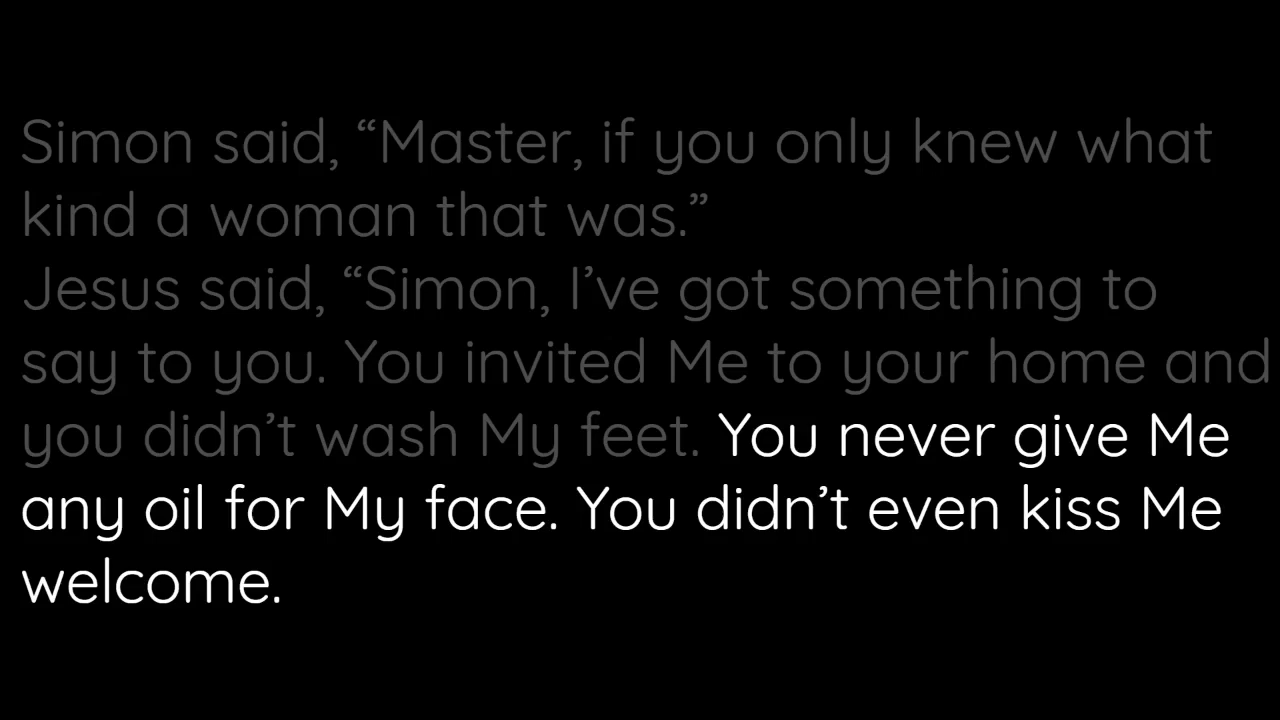 Simon said, “Master, if you only knew what
kind a woman that was.”
Jesus said, “Simon, I’ve got something to
say to you. You invited Me to your home and
you didn’t wash My feet. You never give Me
any oil for My face. You didn’t even kiss Me
welcome.